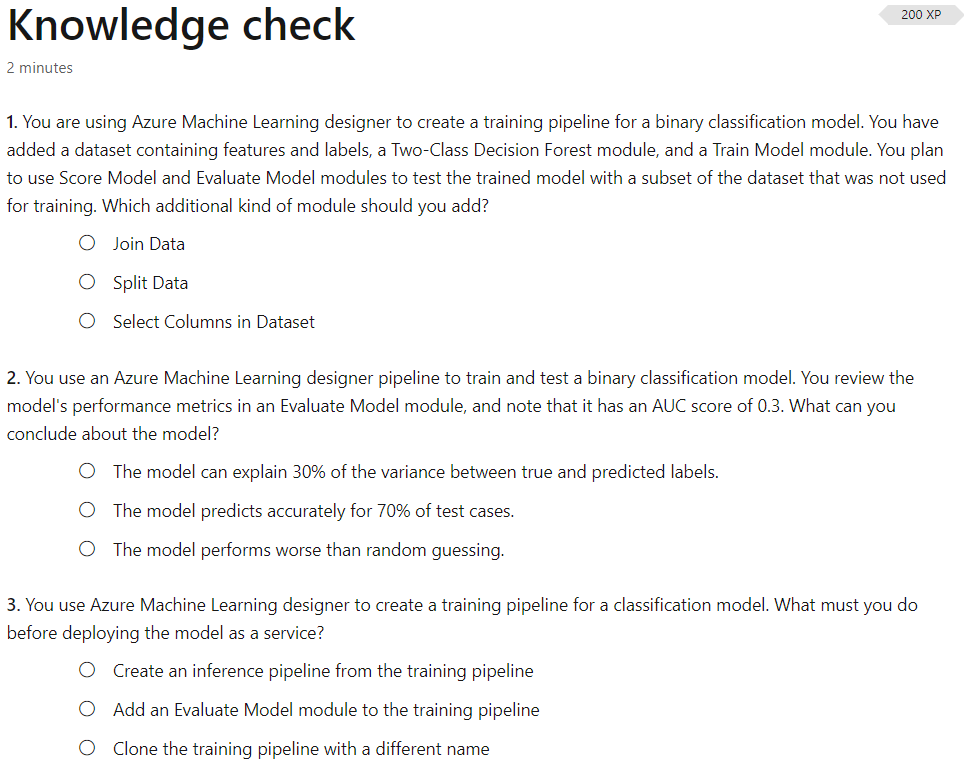 Knowledge check
200 XP
2 minutes
1. You are using Azure Machine Learning designer to create a training pipeline for a binary classification model. You have
added a dataset containing features and labels, a Two-Class Decision Forest module, and a Train Model module. You plan
to use Score Model and Evaluate Model modules to test the trained model with a subset of the dataset that was not used
for training. Which additional kind of module should you add?
Join Data
Split Data
Select Columns in Dataset
2. You use an Azure Machine Learning designer pipeline to train and test a binary classification model. You review the
model's performance metrics in an Evaluate Model module, and note that it has an AUC score of 0.3. What can you
conclude about the model?
The model can explain 30% of the variance between true and predicted labels.
The model predicts accurately for 70% of test cases.
The model performs worse than random guessing.
3. You use Azure Machine Learning designer to create a training pipeline for a classification model. What must you do
before deploying the model as a service?
Create an inference pipeline from the training pipeline
Add an Evaluate Model module to the training pipeline
Clone the training pipeline with a different name